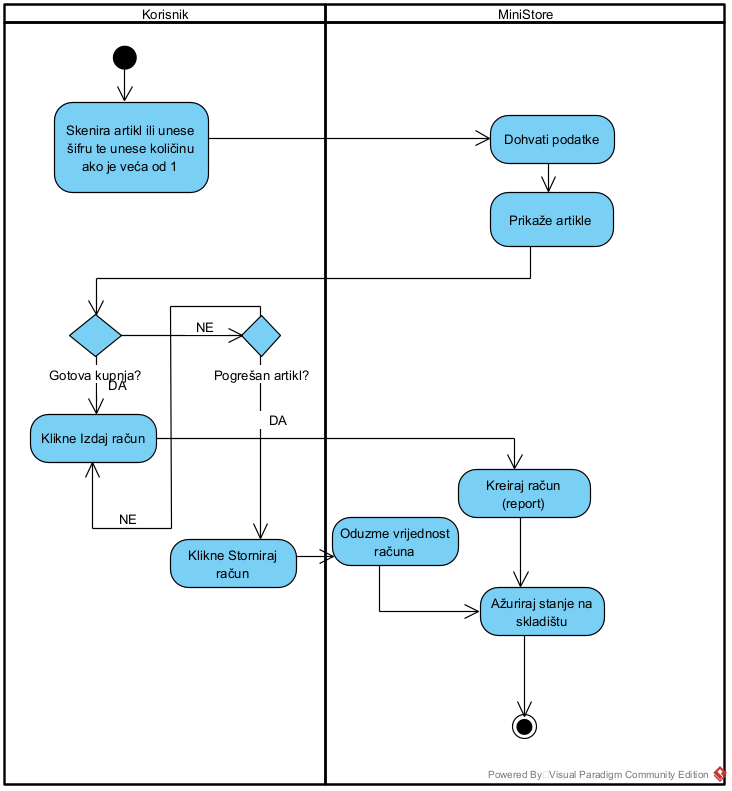 Korisnik
MiniStore
Skenira artikl ili unese
šifru te unese količinu
ako je veća od 1
Dohvati podatke
Prikaže artikle
NE
Gotova kupnja?
DA
Pogrešan artikl?
DA
Klikne Izdaj račun
NE
Kreiraj račun
(report)
Klikne Storniraj
račun
Oduzme vrijednost
računa
Ažuriraj stanje na
skladištu
Powered By Visual Paradigm Community Edition